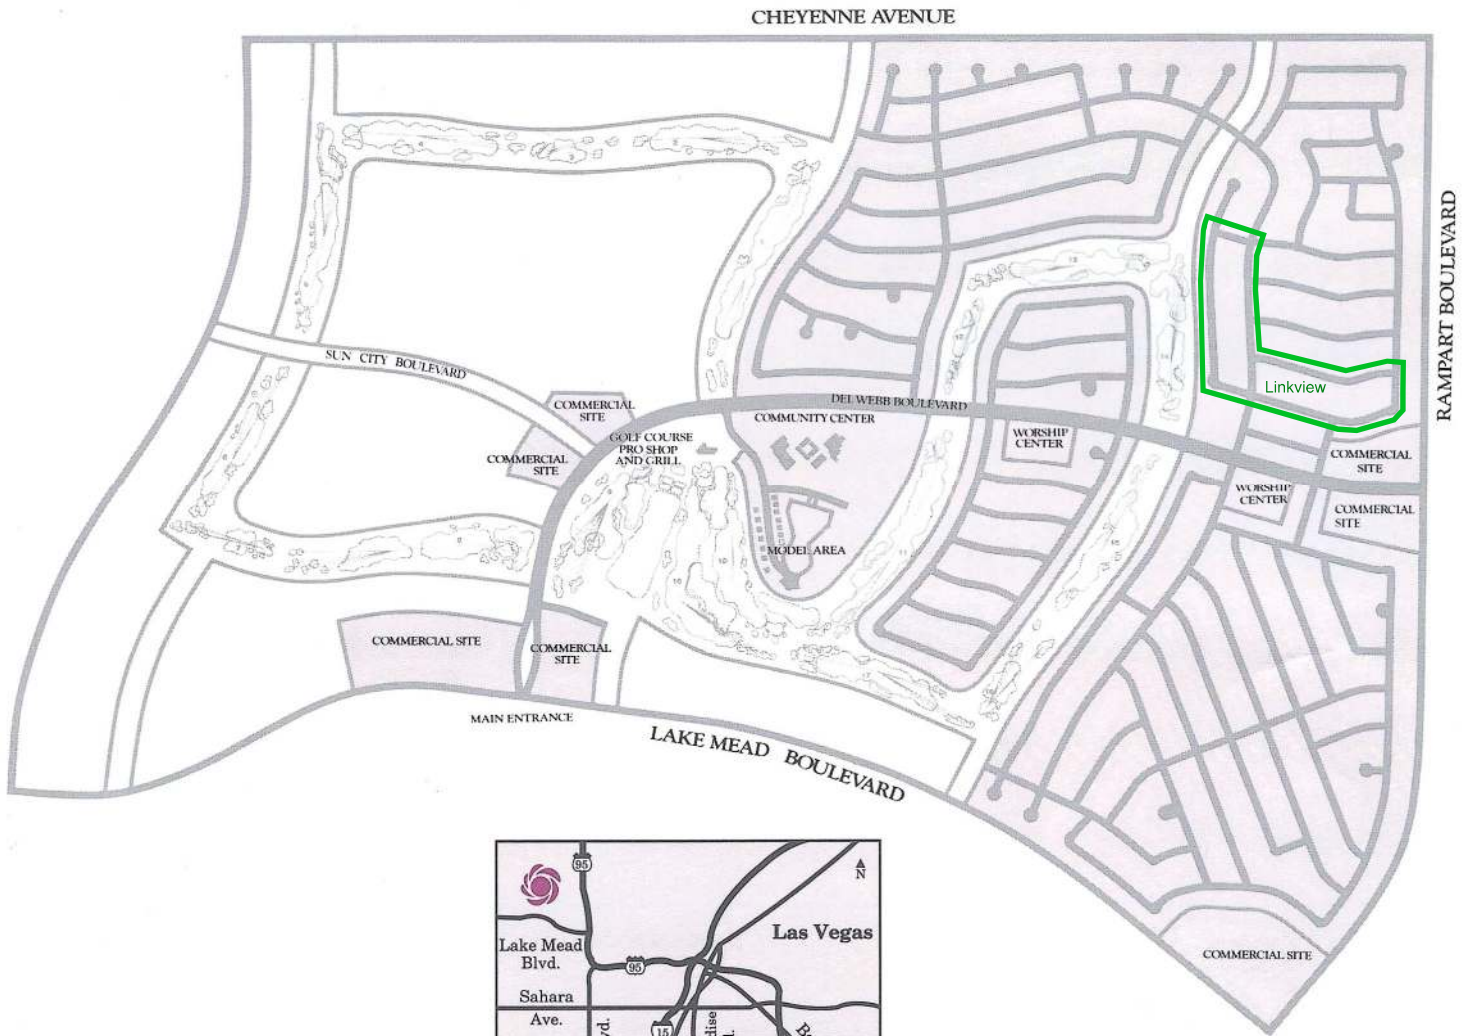 CHEYENNE AVENUE
RAMPART BOULEVARD
SUN CITY BOULEVARD
DEL WEBB BOULEVARD
Linkview
COMMERCIAL
SITE
GOLF COURSE
PRO SHOP
AND GRILL
COMMERCIAL
SITE
COMMUNITY CENTER
WORSHIP
CENTER
COMMERCIAL
SITE
WORSHIP
CENTER
COMMERCIAL
SITE
MODEL AREA
COMMERCIAL SITE
COMMERCIAL
SITE
MAIN ENTRANCE
LAKE MEAD BOULEVARD
COMMERCIAL SITE
95
N
Las Vegas
Lake Mead
Blvd.
95
Sahara
Ave.
15